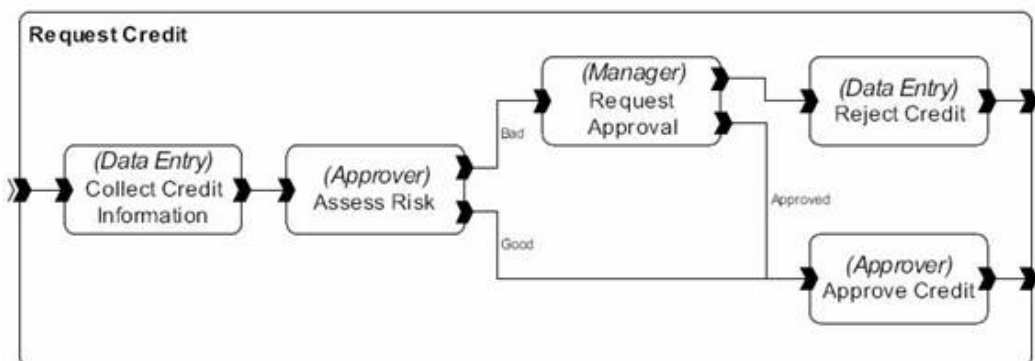 Request Credit
(Data Entry)
Collect Credit
Information
(Approver)
Assess Risk
Bad
Good
(Manager)
Request
Approval
Approved
(Data Entry)
Reject Credit
(Approver)
Approve Credit